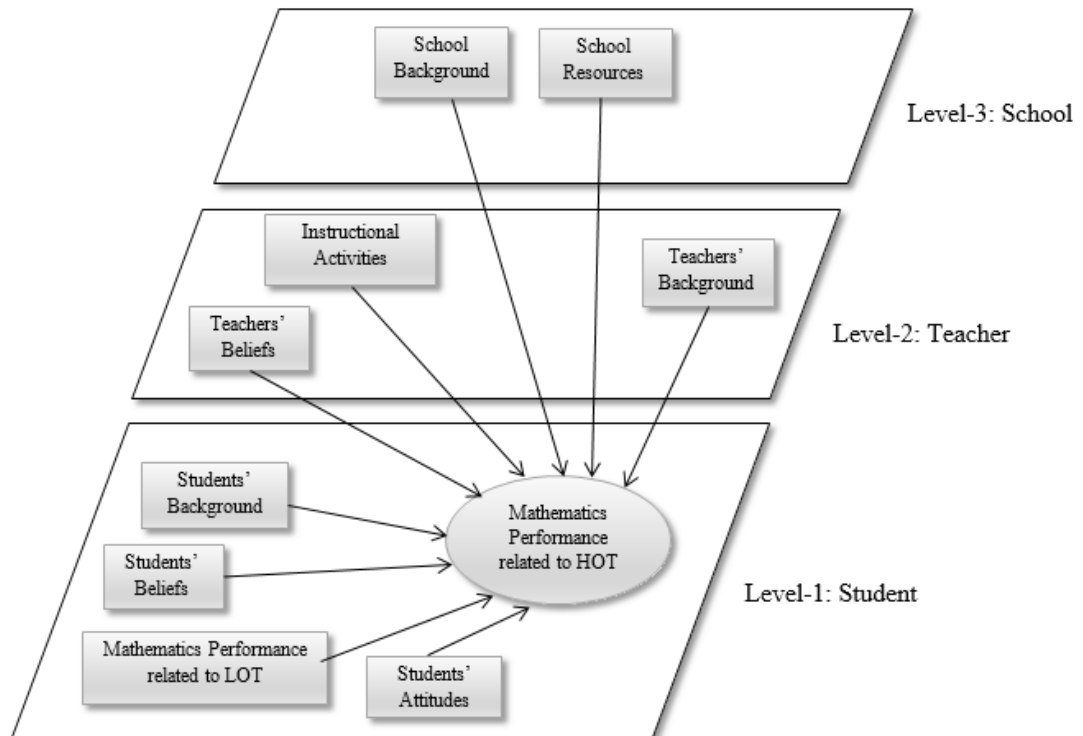 School
Background
School
Resources
Level-3: School
Instructional
Activities
Teachers’
Background
Teachers’
Beliefs
Level-2: Teacher
Students’
Background
Mathematics
Performance
related to HOT
Students’
Beliefs
Level-1: Student
Mathematics Performance
related to LOT
Students’
Attitudes